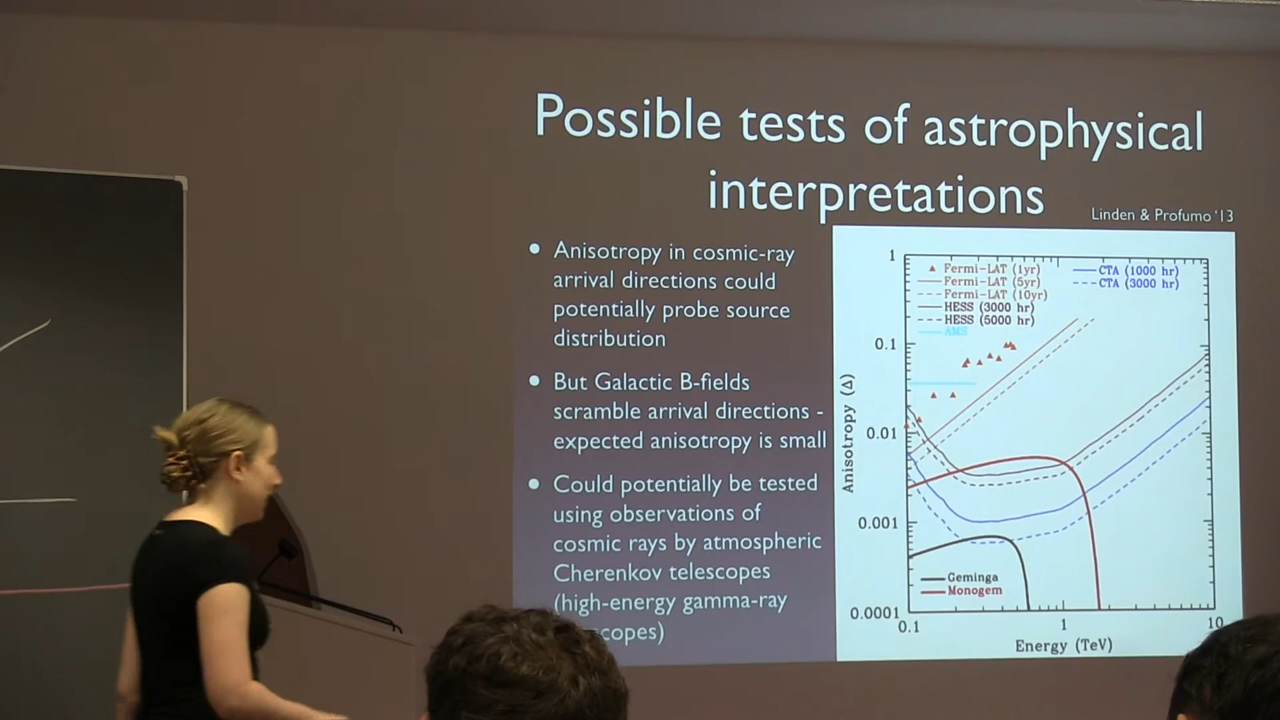 Possible tests of astrophysical
interpretations
Linden & Profumo '13
• Anisotropy in cosmic-ray
arrival directions could
potentially probe source
distribution
• But Galactic B-fields
scramble arrival directions -
expected anisotropy is small
• Could potentially be tested
using observations of
cosmic rays by atmospheric
Cherenkov telescopes
(high-energy gamma-ray
copes)
Fermi-LAT (1yr)
Fermi-LAT (5yr)
Fermi-LAT (10yr)
HESS (3000 hr)
HESS (5000 hr)
AMS
CTA (1000 hr)
CTA (3000 hr)
1
0.1
0.01
0.001
0.0001
Anisotropy (Δ)
Geminga
Monogem
0.1
1
10
Energy (TeV)